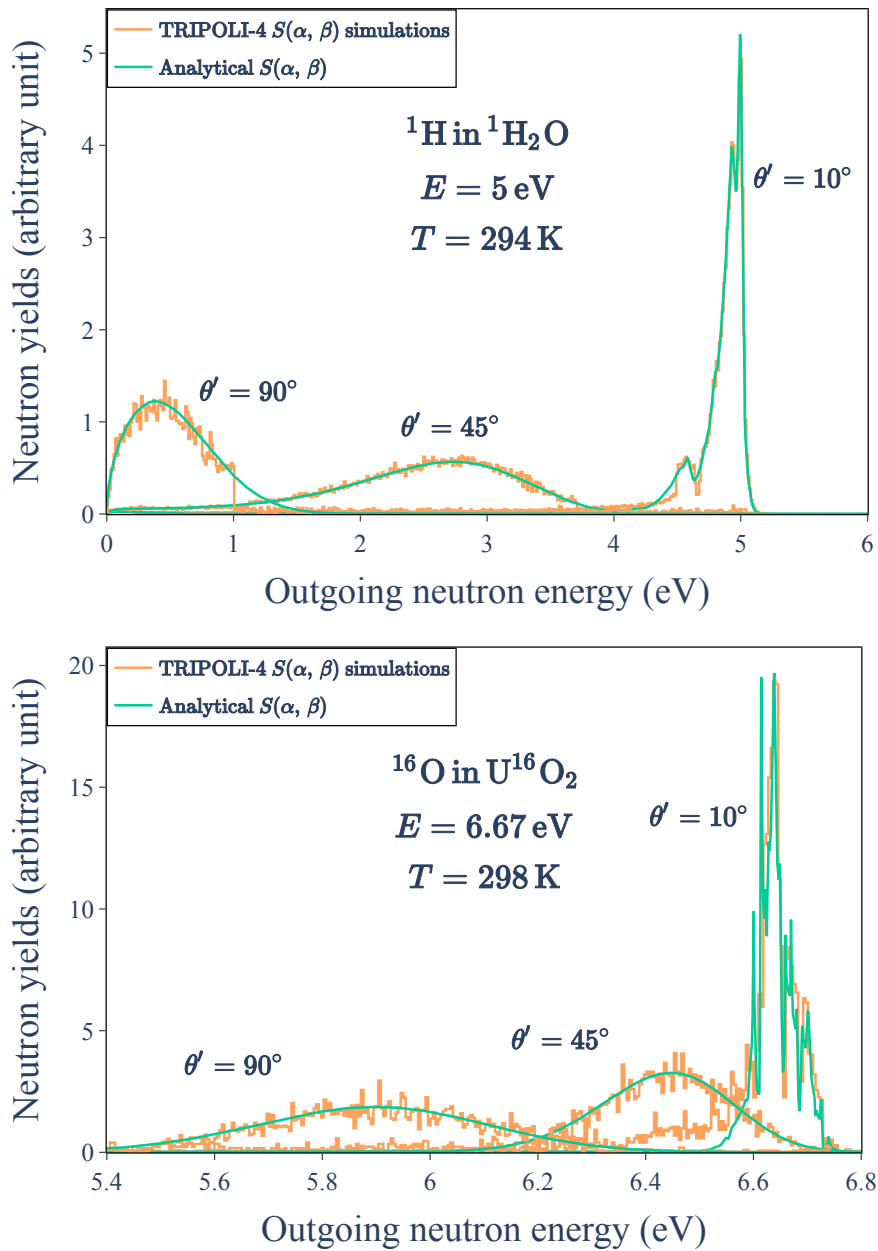 TRIPOLI-4 S(α, β) simulations
Analytical S(α, β)
¹H in ¹H₂O
E = 5 eV
T = 294 K
θ′ = 10°
θ′ = 90°
θ′ = 45°
Neutron yields (arbitrary unit)
5
4
3
2
1
0
0 1 2 3 4 5 6
Outgoing neutron energy (eV)
TRIPOLI-4 S(α, β) simulations
Analytical S(α, β)
¹⁶O in U¹⁶O₂
E = 6.67 eV
T = 298 K
θ′ = 10°
θ′ = 45°
θ′ = 90°
Neutron yields (arbitrary unit)
20
15
10
5
0
5.4 5.6 5.8 6 6.2 6.4 6.6 6.8
Outgoing neutron energy (eV)